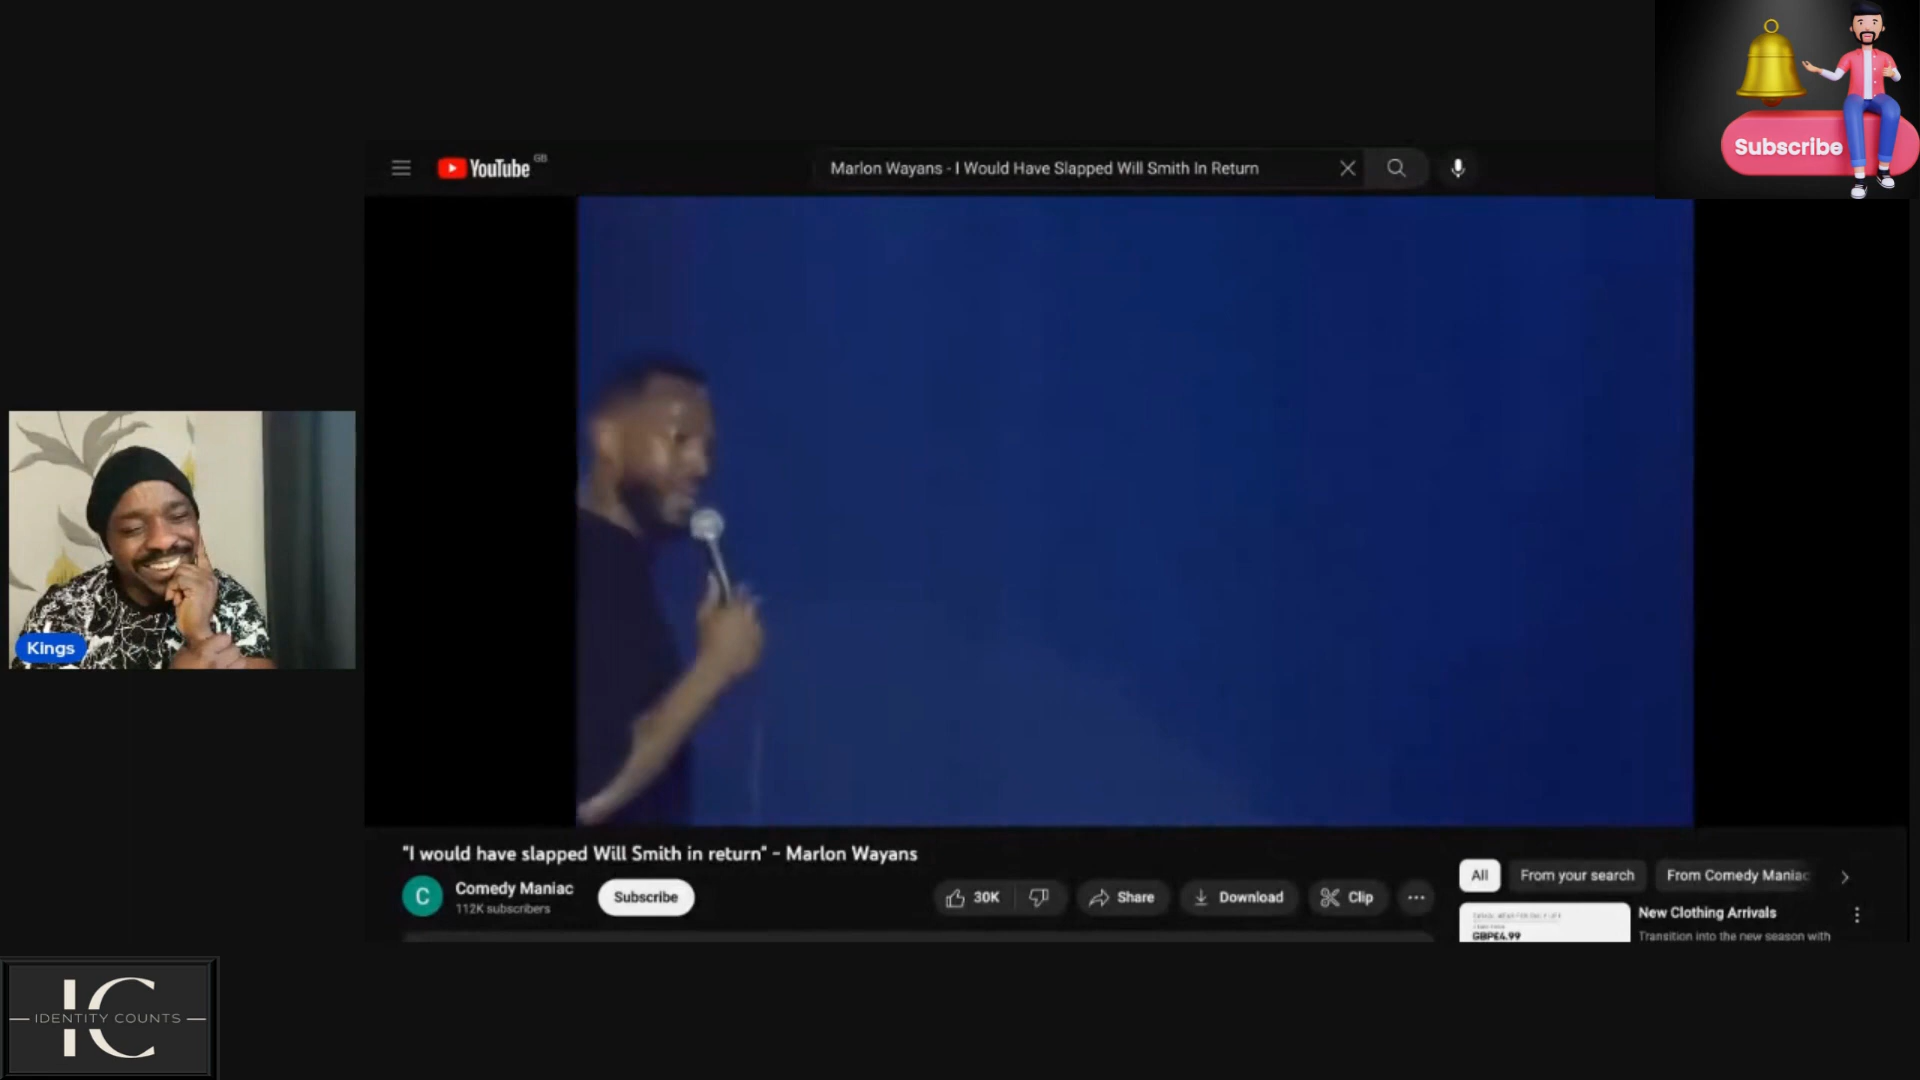 Subscribe
YouTube GB
Marlon Wayans - I Would Have Slapped Will Smith In Return
Kings
"I would have slapped Will Smith in return" - Marlon Wayans
C
Comedy Maniac
112K subscribers
Subscribe
30K
Share
Download
Clip
All
From your search
From Comedy Maniac
New Clothing Arrivals
Transition into the new season with
GBP£4.99
IC
IDENTITY COUNTS